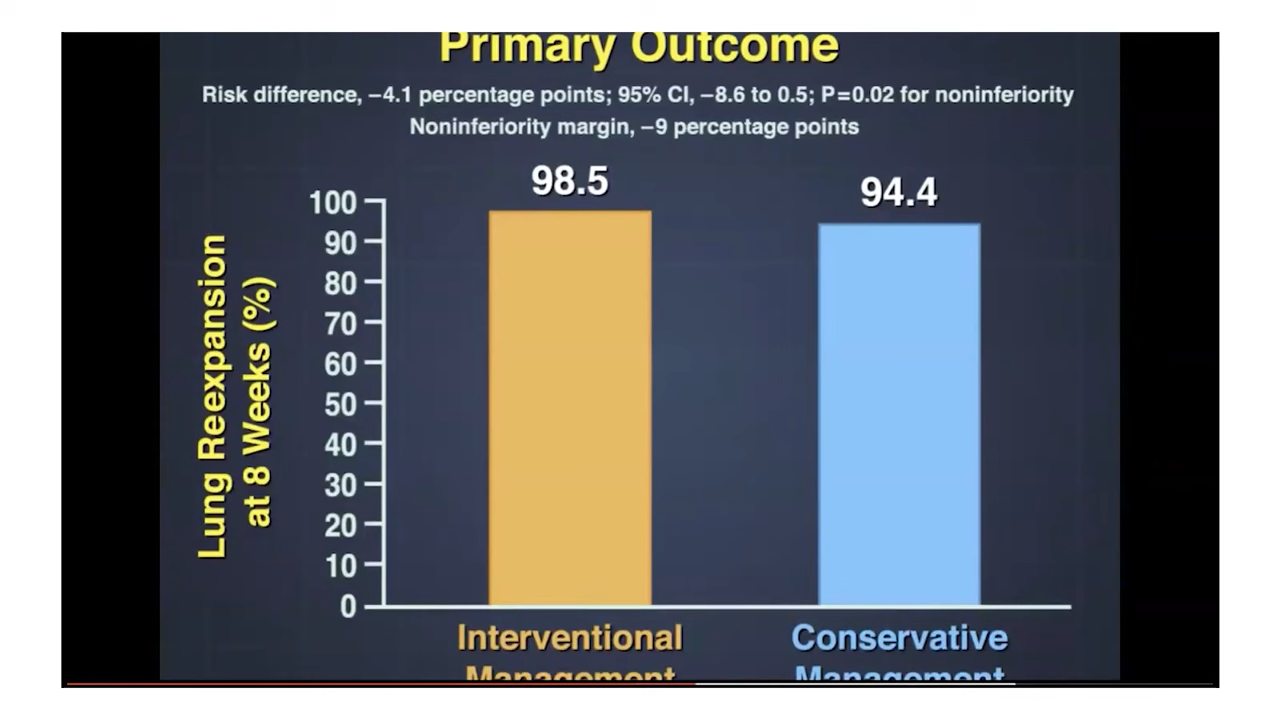 Primary Outcome
Risk difference, −4.1 percentage points; 95% CI, −8.6 to 0.5; P=0.02 for noninferiority
Noninferiority margin, −9 percentage points
98.5
94.4
Lung Reexpansion
at 8 Weeks (%)
100
90
80
70
60
50
40
30
20
10
0
Interventional
Management
Conservative
Management